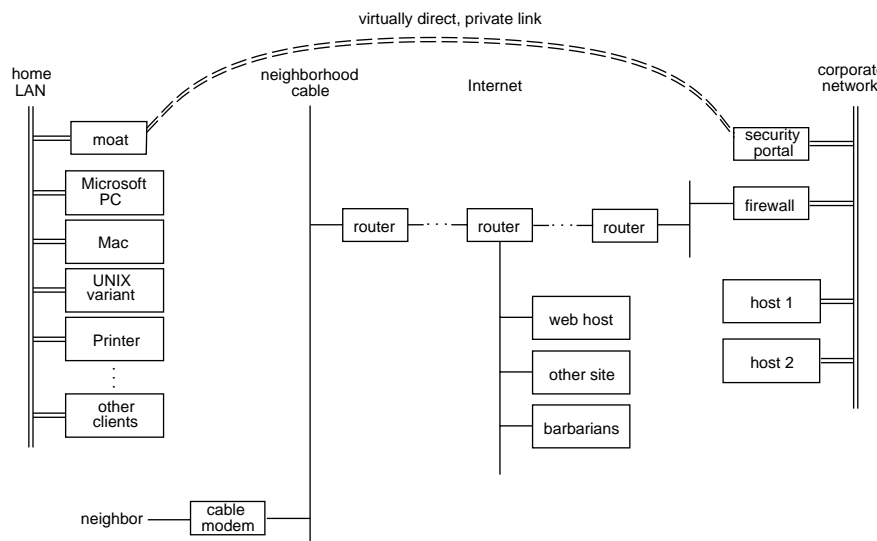 virtually direct, private link
home
LAN
neighborhood
cable
Internet
corporate
network
moat
security
portal
Microsoft
PC
firewall
Mac
router
router
router
UNIX
variant
host 1
web host
Printer
host 2
other site
other
clients
barbarians
neighbor
cable
modem